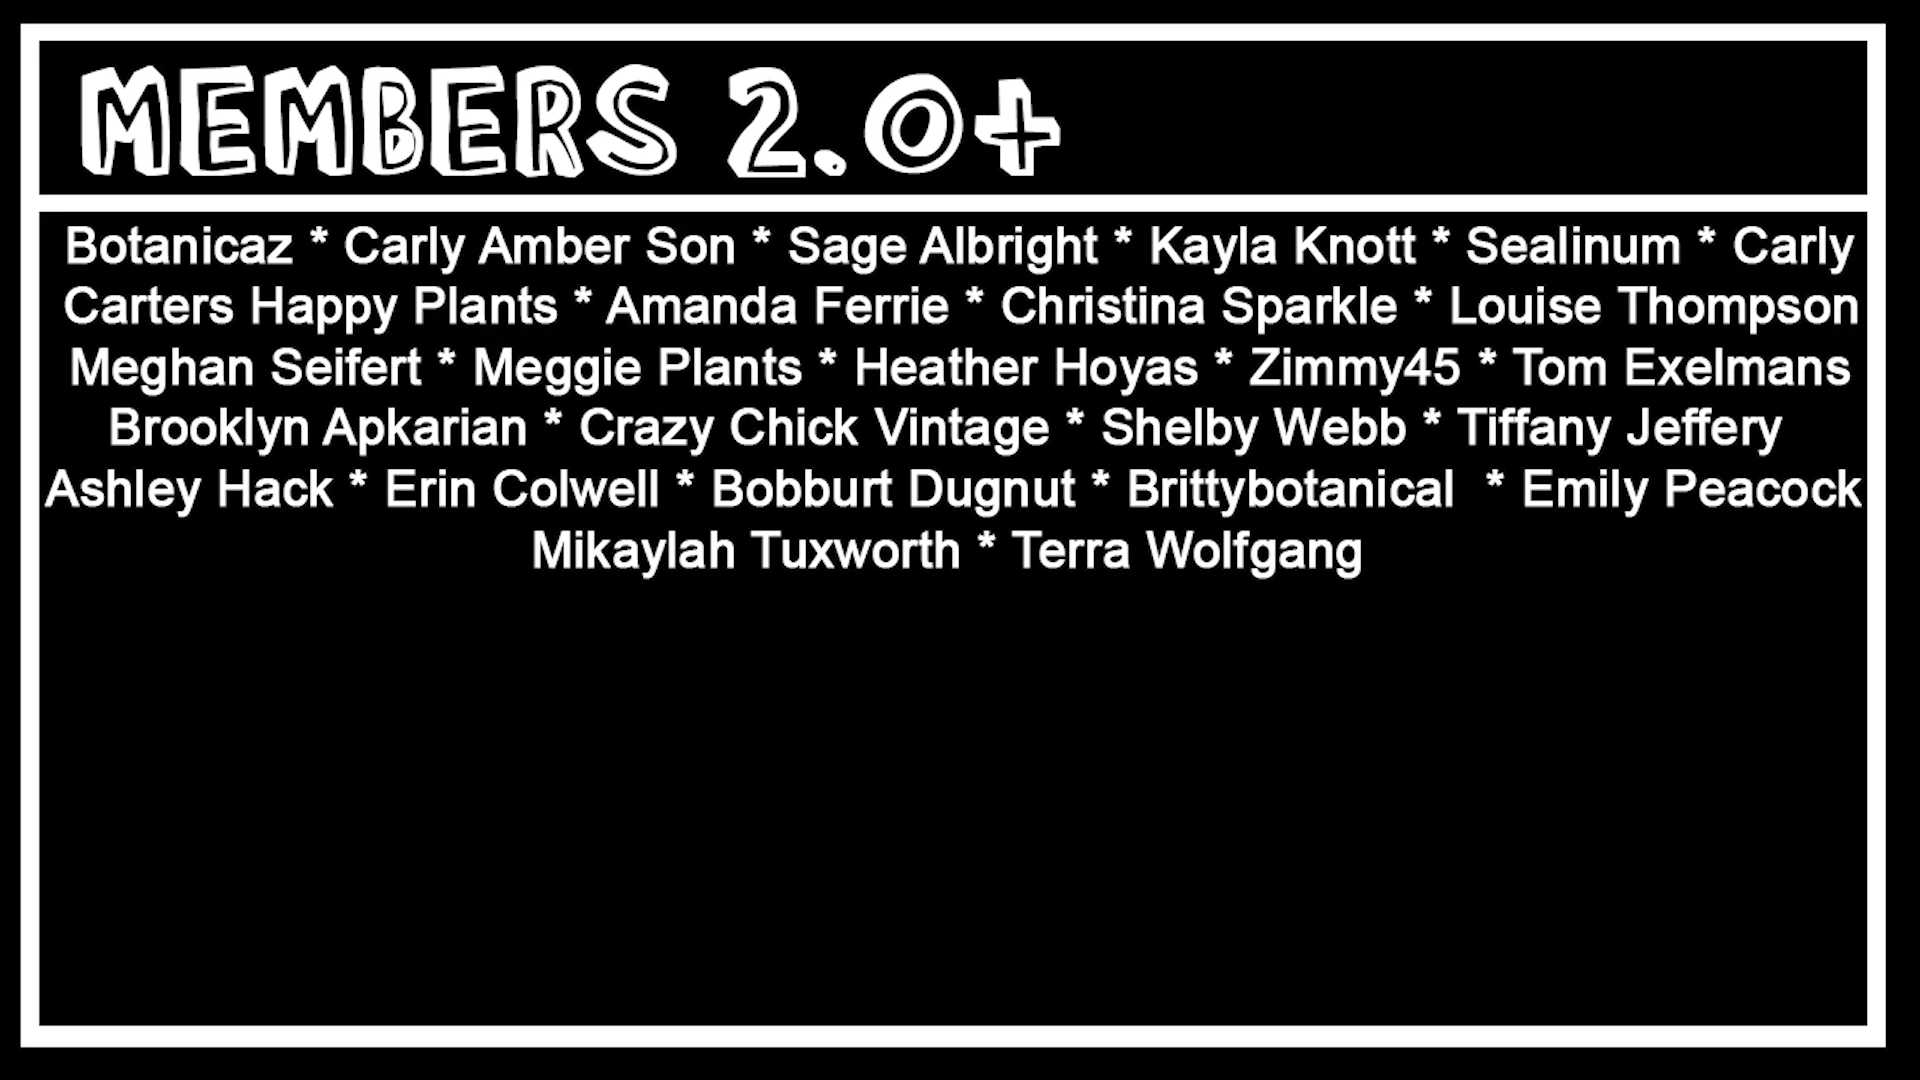 MEMBERS 2.0+
Botanicaz * Carly Amber Son * Sage Albright * Kayla Knott * Sealinum * Carly
Carters Happy Plants * Amanda Ferrie * Christina Sparkle * Louise Thompson
Meghan Seifert * Meggie Plants * Heather Hoyas * Zimmy45 * Tom Exelmans
Brooklyn Apkarian * Crazy Chick Vintage * Shelby Webb * Tiffany Jeffery
Ashley Hack * Erin Colwell * Bobburt Dugnut * Brittybotanical  * Emily Peacock
Mikaylah Tuxworth * Terra Wolfgang